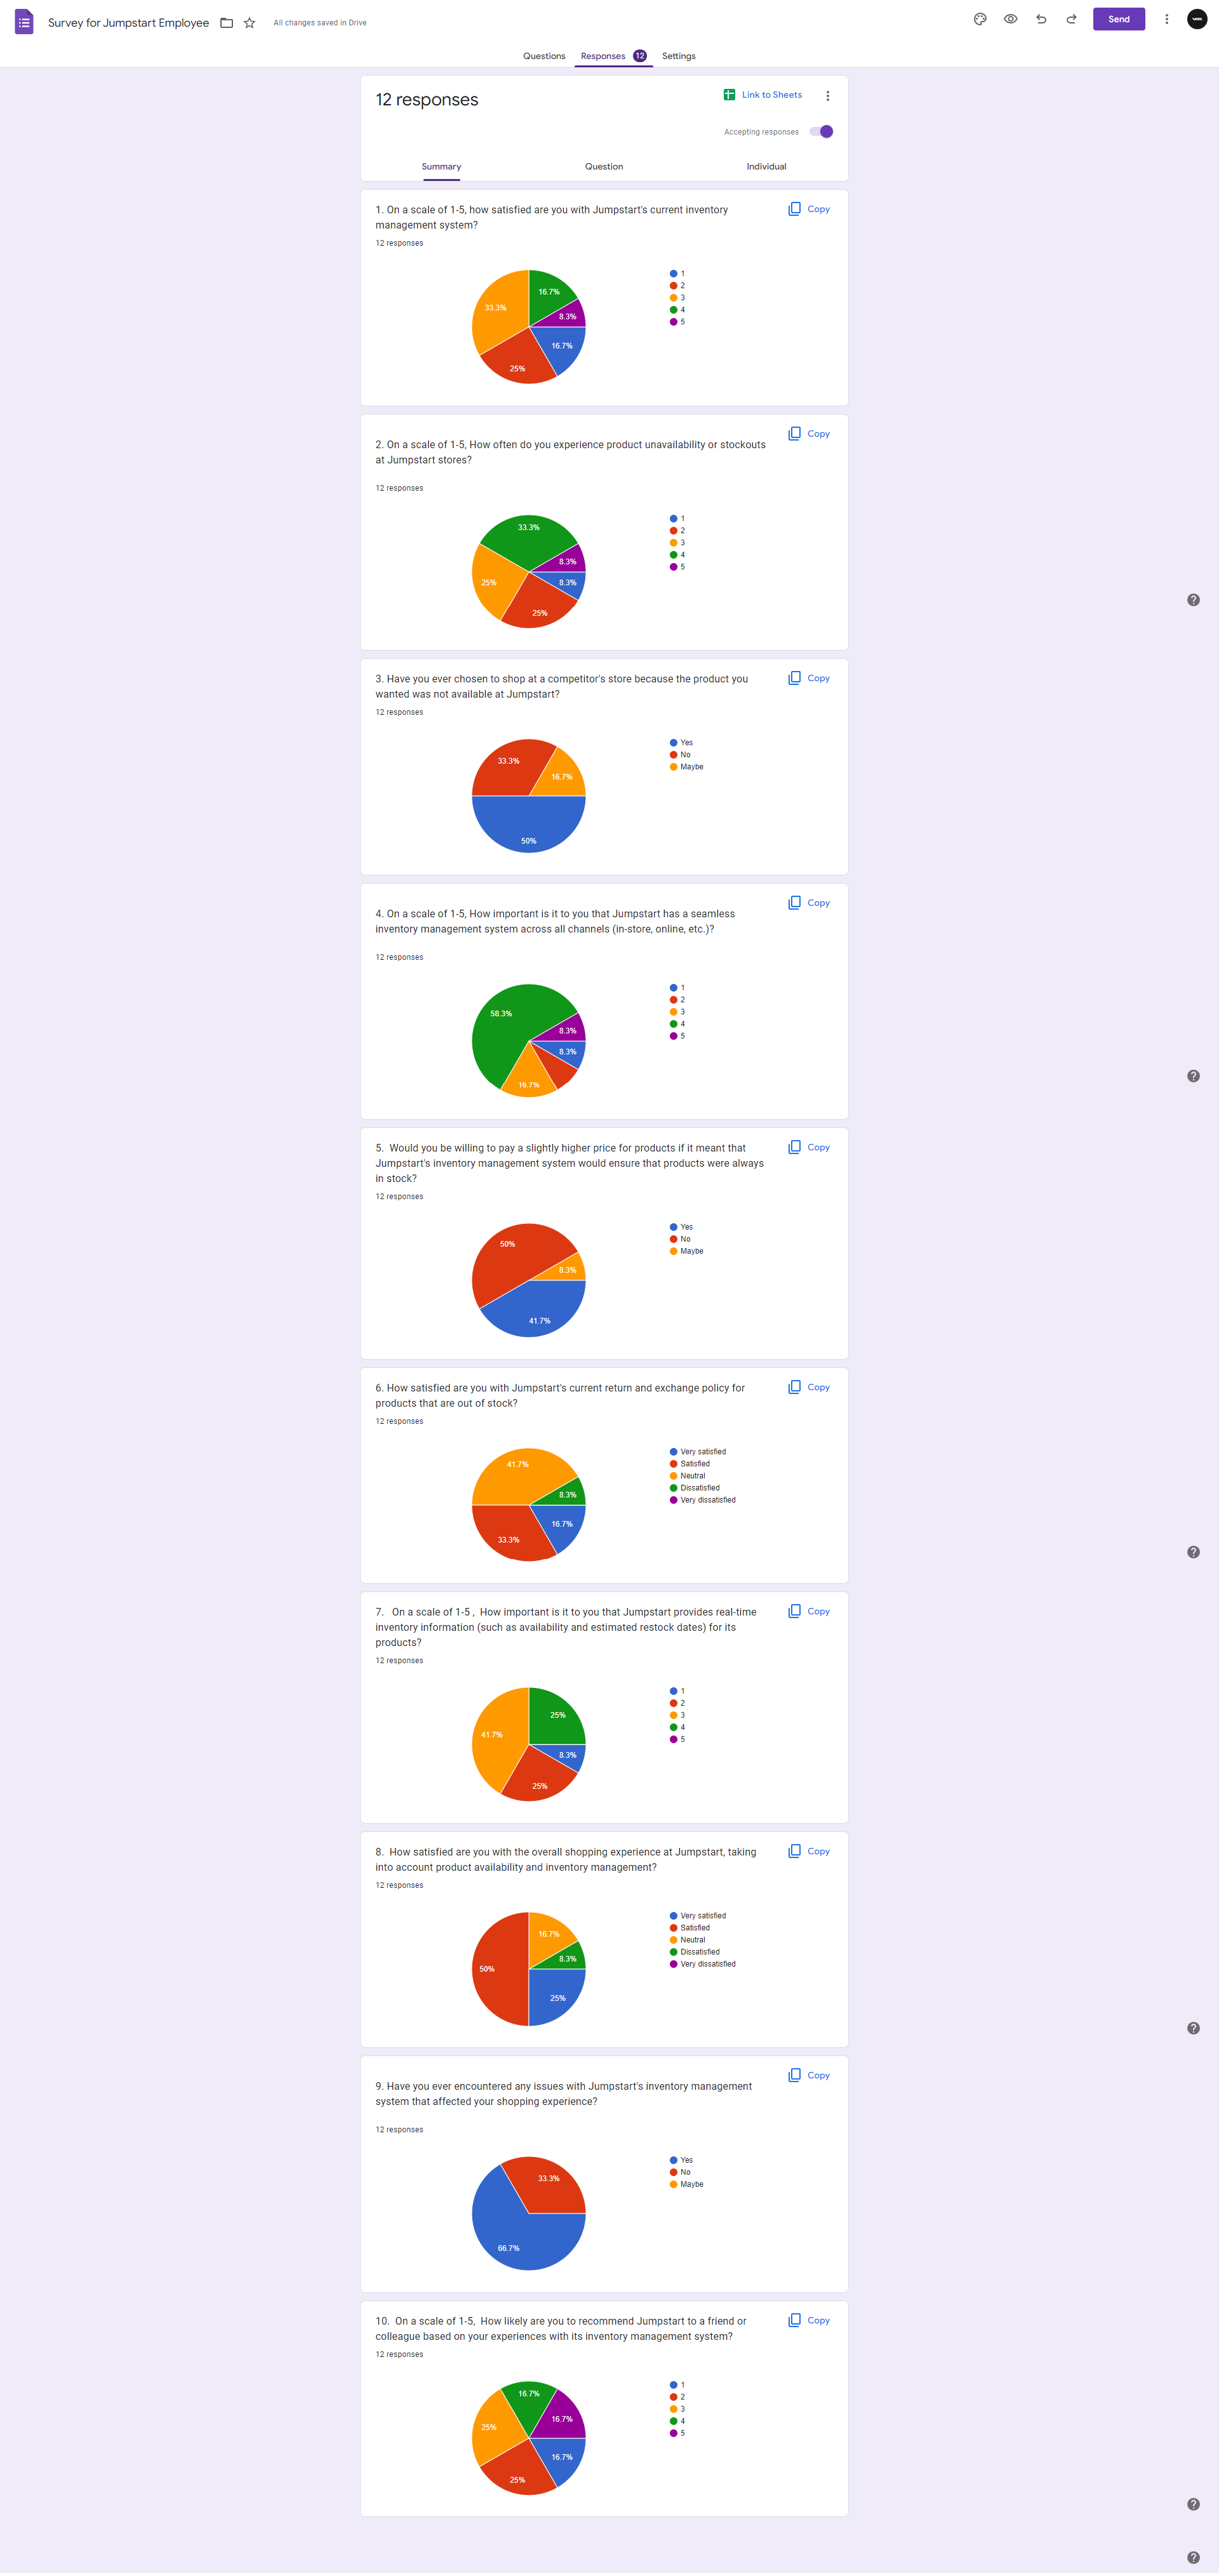 Survey for Jumpstart Employee
All changes saved in Drive
Send
Questions
Responses 12
Settings
12 responses
Link to Sheets
Accepting responses
Summary
Question
Individual
1. On a scale of 1-5, how satisfied are you with Jumpstart's current inventory
management system?
Copy
12 responses
16.7%
8.3%
16.7%
25%
33.3%
1
2
3
4
5
2. On a scale of 1-5, How often do you experience product unavailability or stockouts
at Jumpstart stores?
Copy
12 responses
33.3%
8.3%
8.3%
25%
25%
1
2
3
4
5
3. Have you ever chosen to shop at a competitor's store because the product you
wanted was not available at Jumpstart?
Copy
12 responses
33.3%
16.7%
50%
Yes
No
Maybe
4. On a scale of 1-5, How important is it to you that Jumpstart has a seamless
inventory management system across all channels (in-store, online, etc.)?
Copy
12 responses
58.3%
8.3%
8.3%
16.7%
1
2
3
4
5
5.  Would you be willing to pay a slightly higher price for products if it meant that
Jumpstart's inventory management system would ensure that products were always
in stock?
Copy
12 responses
50%
8.3%
41.7%
Yes
No
Maybe
6. How satisfied are you with Jumpstart's current return and exchange policy for
products that are out of stock?
Copy
12 responses
41.7%
8.3%
16.7%
33.3%
Very satisfied
Satisfied
Neutral
Dissatisfied
Very dissatisfied
7.   On a scale of 1-5 ,  How important is it to you that Jumpstart provides real-time
inventory information (such as availability and estimated restock dates) for its
products?
Copy
12 responses
25%
41.7%
8.3%
25%
1
2
3
4
5
8.  How satisfied are you with the overall shopping experience at Jumpstart, taking
into account product availability and inventory management?
Copy
12 responses
16.7%
8.3%
50%
25%
Very satisfied
Satisfied
Neutral
Dissatisfied
Very dissatisfied
9. Have you ever encountered any issues with Jumpstart's inventory management
system that affected your shopping experience?
Copy
12 responses
33.3%
66.7%
Yes
No
Maybe
10.  On a scale of 1-5,  How likely are you to recommend Jumpstart to a friend or
colleague based on your experiences with its inventory management system?
Copy
12 responses
16.7%
16.7%
25%
16.7%
25%
1
2
3
4
5